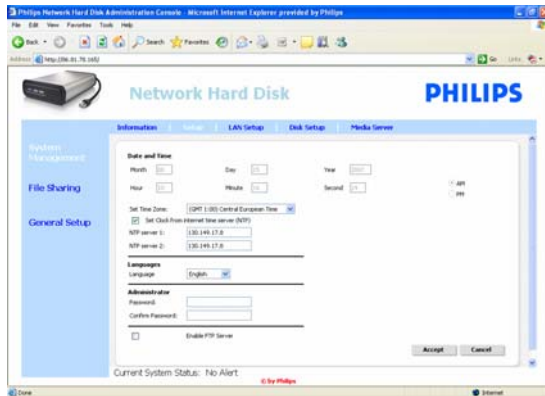 Philips Network Hard Disk Administration Console - Microsoft Internet Explorer provided by Philips
File Edit View Favorites Tools Help
Back Search Favorites
Address Go Links
Network Hard Disk PHILIPS
Information Setup LAN Setup Disk Setup Media Server
System Management
File Sharing
General Setup
Date and Time
Month Day Year
Hour Minute Second AM
PM
Set Time Zone: (GMT 1:00) Central European Time
Set Clock from internet time server (NTP)
NTP server 1: 130.149.17.8
NTP server 2: 130.149.17.8
Languages
Language English
Administrator
Password:
Confirm Password:
Enable FTP Server
Accept Cancel
Current System Status: No Alert
© by Philips
Done Internet